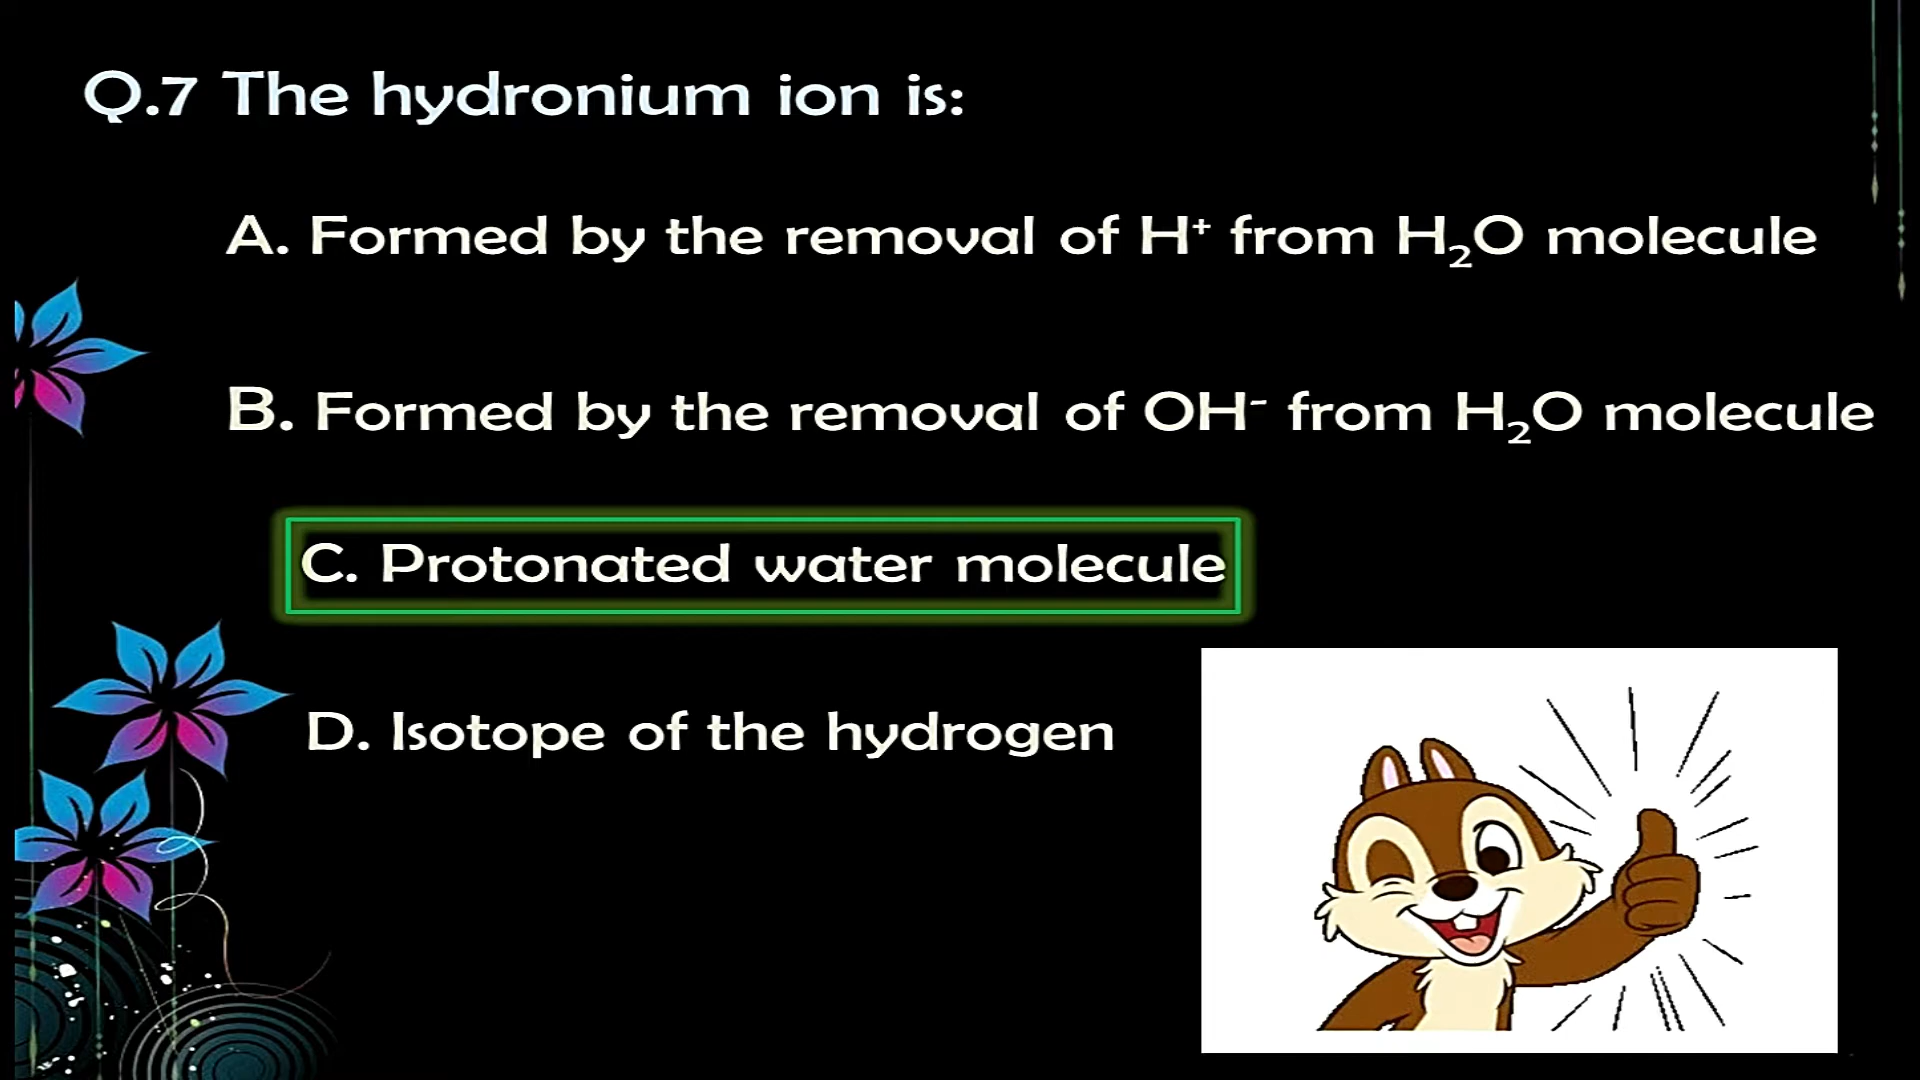 Q.7 The hydronium ion is:
A. Formed by the removal of H⁺ from H₂O molecule
B. Formed by the removal of OH⁻ from H₂O molecule
C. Protonated water molecule
D. Isotope of the hydrogen